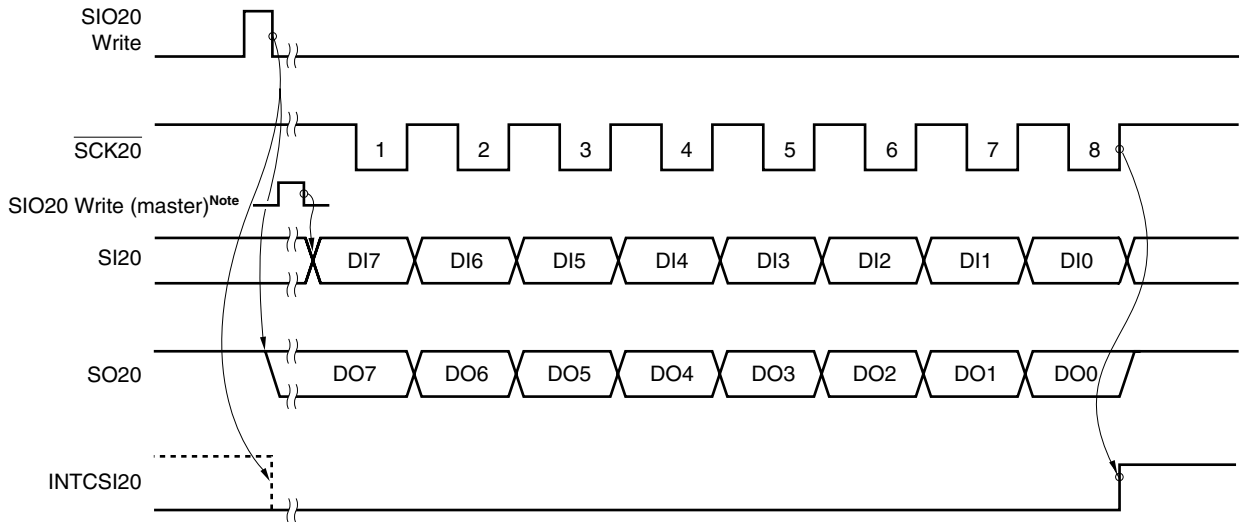 SIO20
Write
SCK20
1 2 3 4 5 6 7 8
SIO20 Write (master)Note
SI20
DI7 DI6 DI5 DI4 DI3 DI2 DI1 DI0
SO20
DO7 DO6 DO5 DO4 DO3 DO2 DO1 DO0
INTCSI20